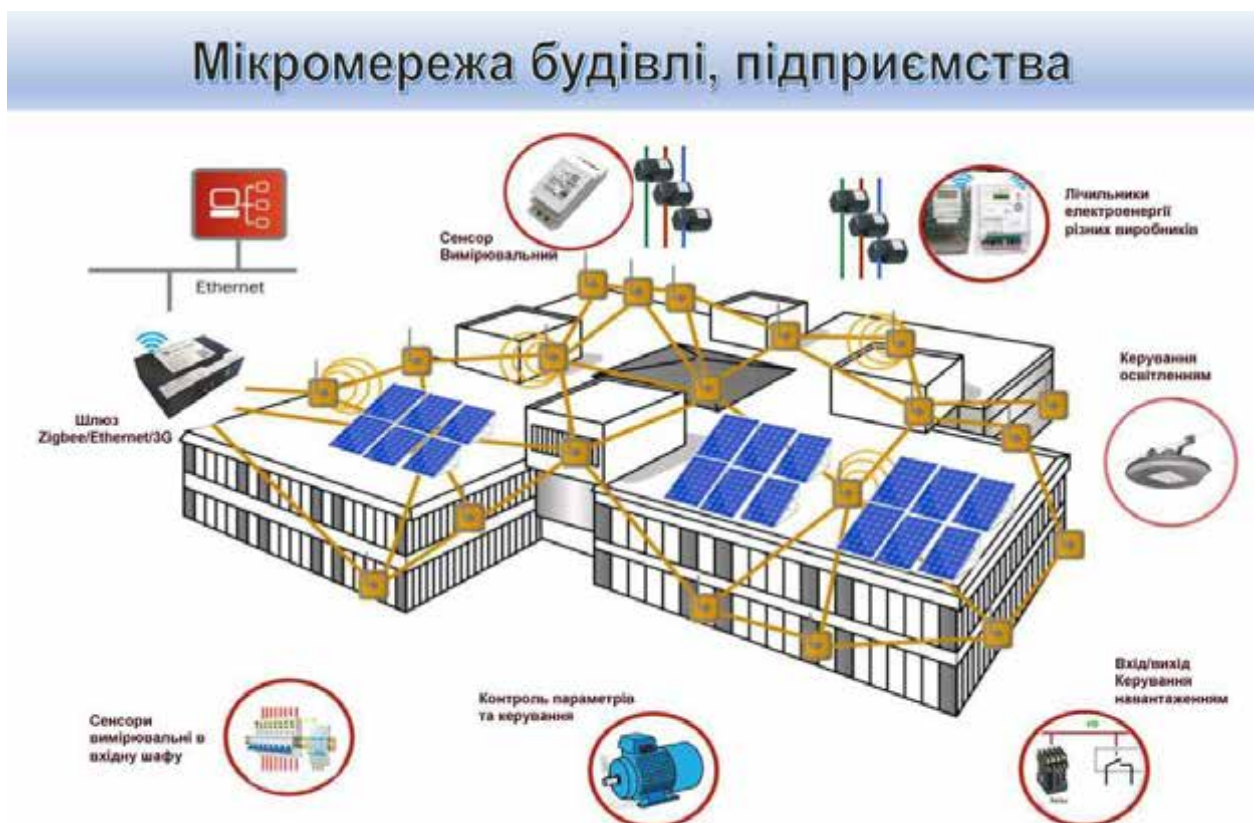 Мікромережа будівлі, підприємства
Сенсор
Вимірювальний
Лічильники
електроенергії
різних виробників
Ethernet
Шлюз
Zigbee/Ethernet/3G
Керування
освітленням
Вхід/вихід
Керування
навантаженням
Контроль параметрів
та керування
Сенсори
вимірювальні в
вхідну шафу